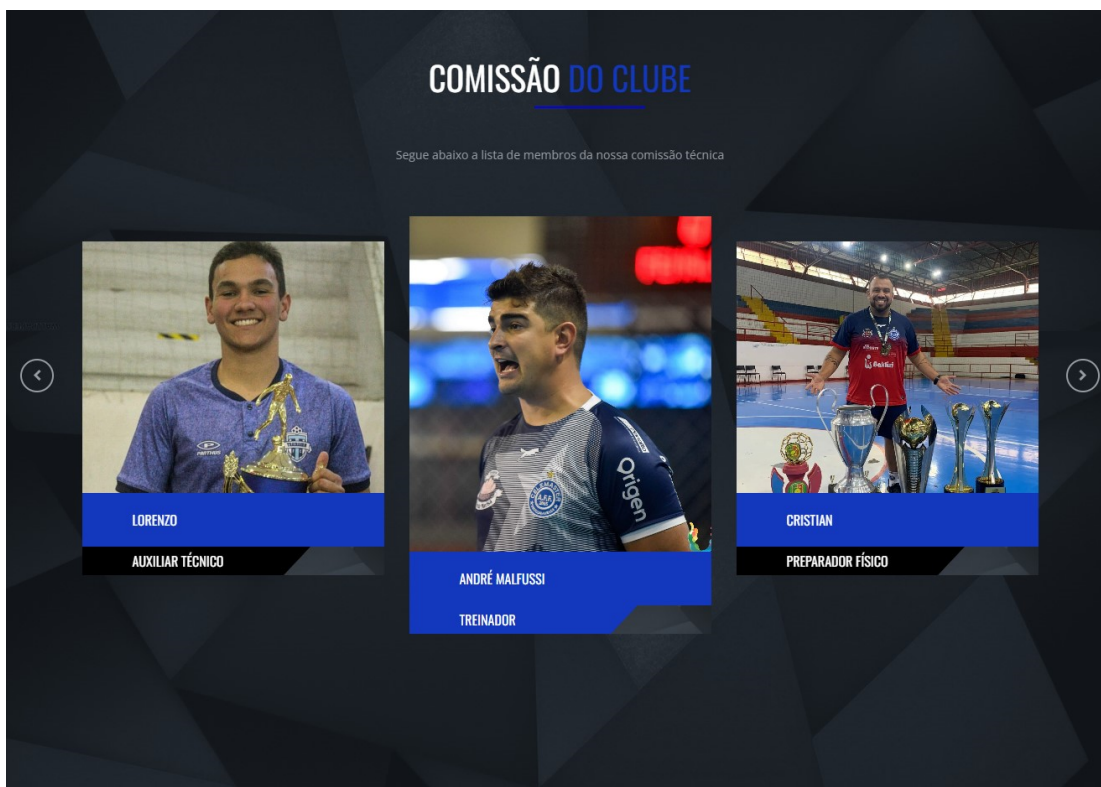 COMISSÃO DO CLUBE
Segue abaixo a lista de membros da nossa comissão técnica
LORENZO
AUXILIAR TÉCNICO
Origen
ANDRÉ MALFUSSI
TREINADOR
CRISTIAN
PREPARADOR FÍSICO